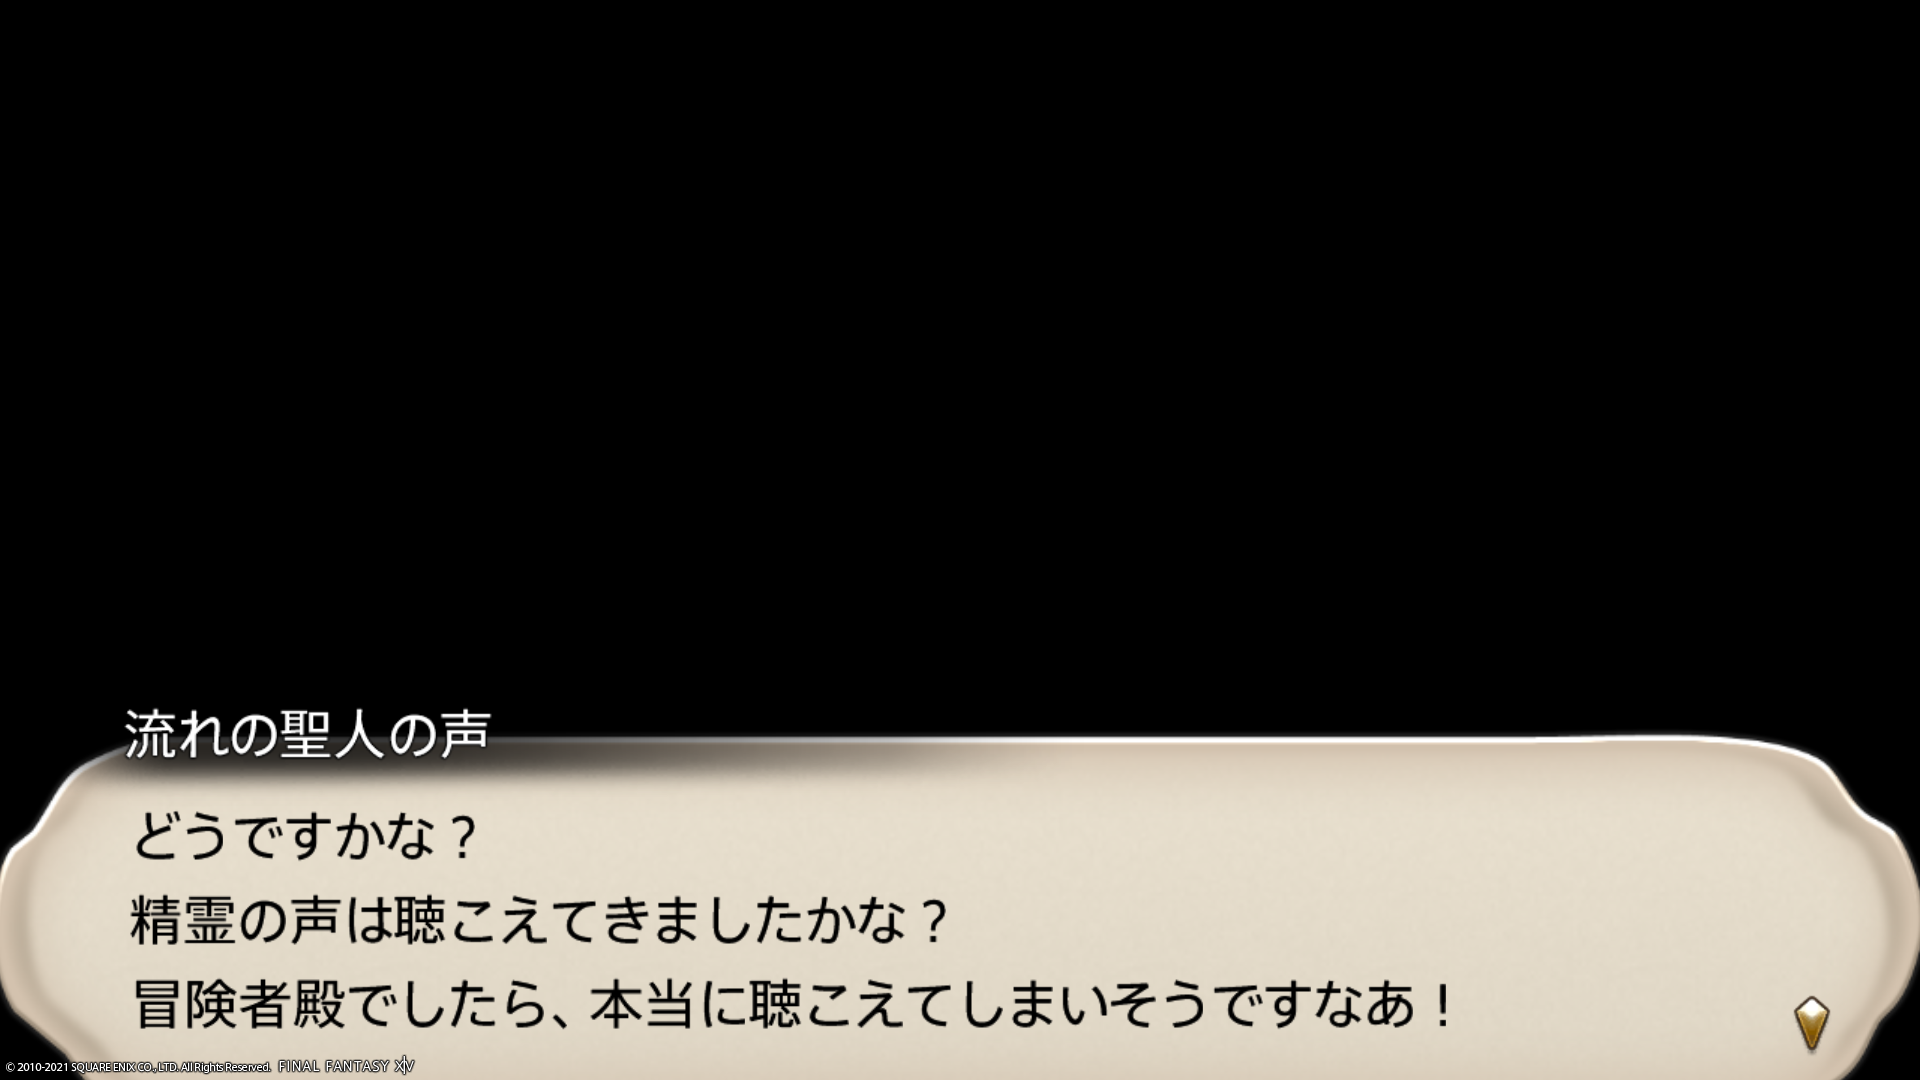 流れの聖人の声
どうですかな？
精霊の声は聴こえてきましたかな？
冒険者殿でしたら、本当に聴こえてしまいそうですなあ！
© 2010-2021 SQUARE ENIX CO., LTD. All Rights Reserved. FINAL FANTASY XIV